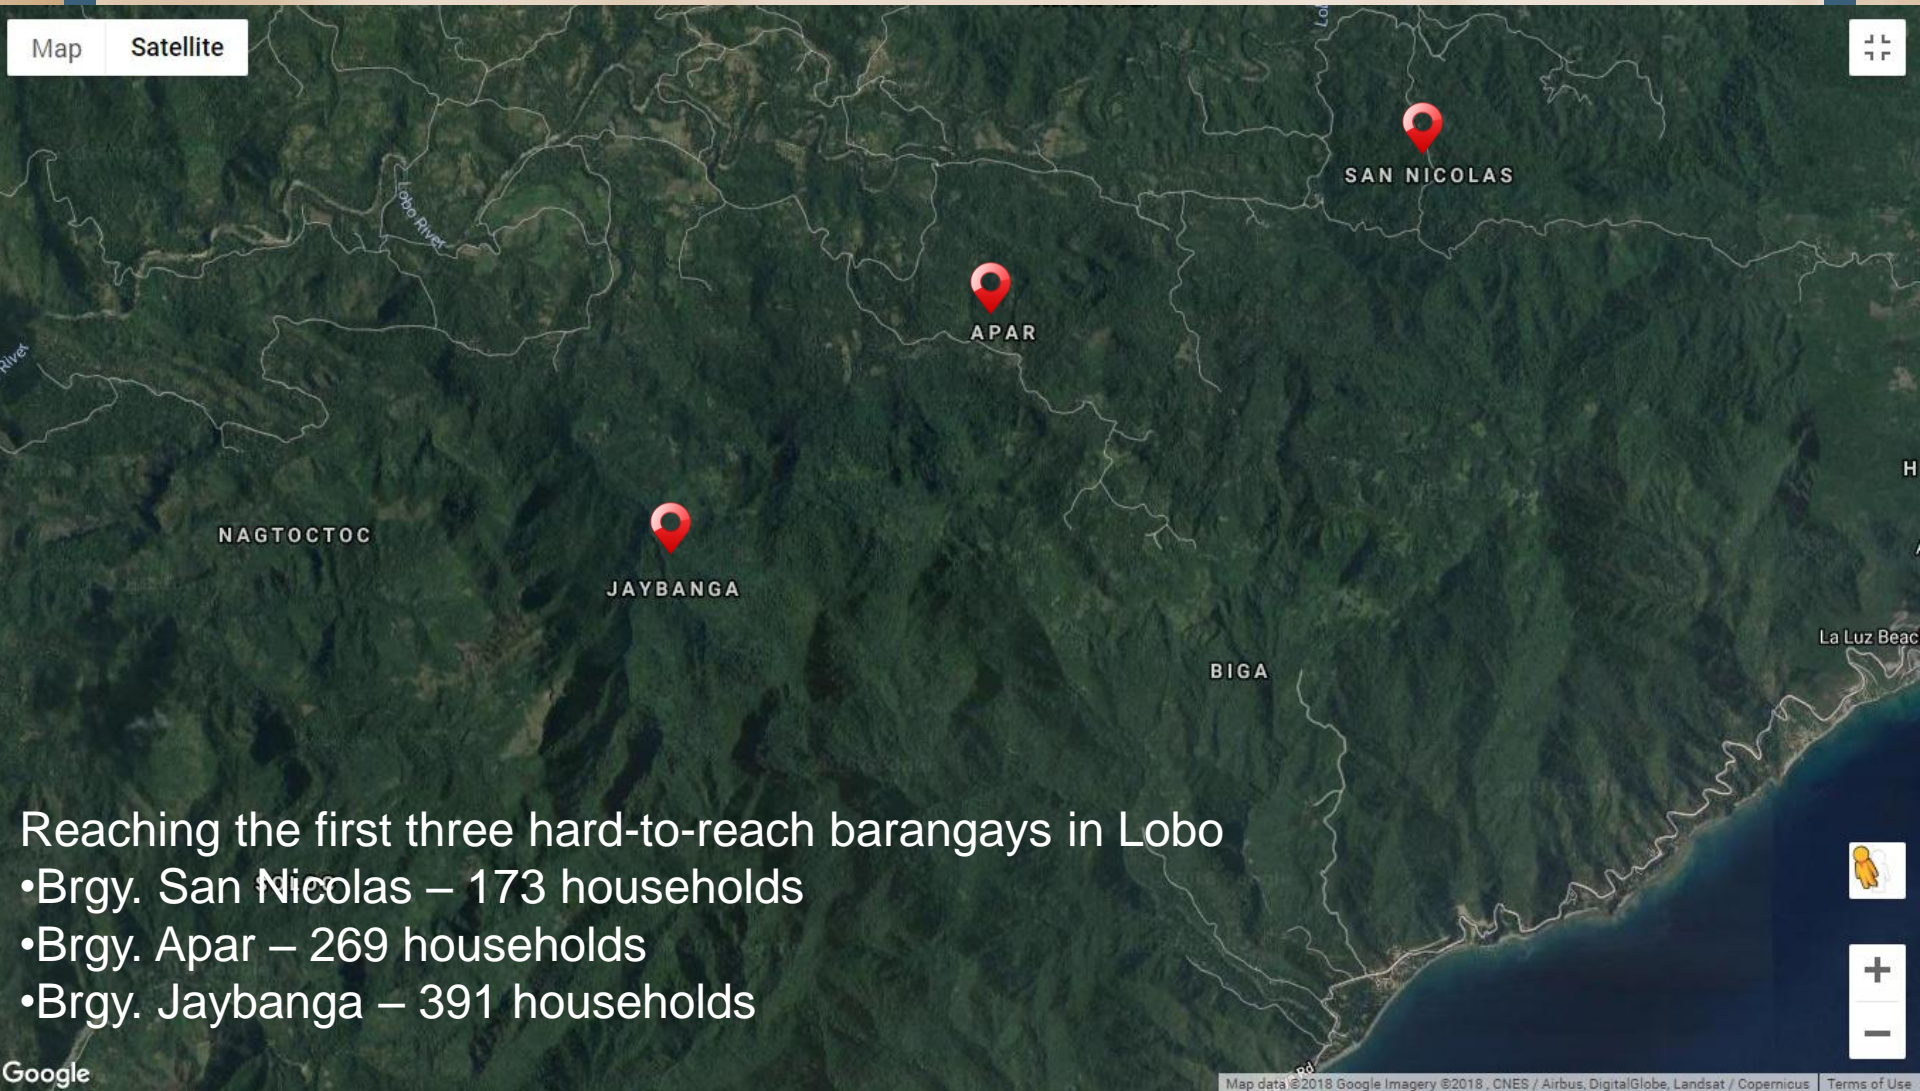 Map
Satellite
SAN NICOLAS
Lobo River
APAR
River
NAGTOCTOC
JAYBANGA
La Luz Beac
BIGA
Reaching the first three hard-to-reach barangays in Lobo
•Brgy. San Nicolas – 173 households
•Brgy. Apar – 269 households
•Brgy. Jaybanga – 391 households
Google
Rd
Map data ©2018 Google Imagery ©2018 , CNES / Airbus, DigitalGlobe, Landsat / Copernicus
Terms of Use